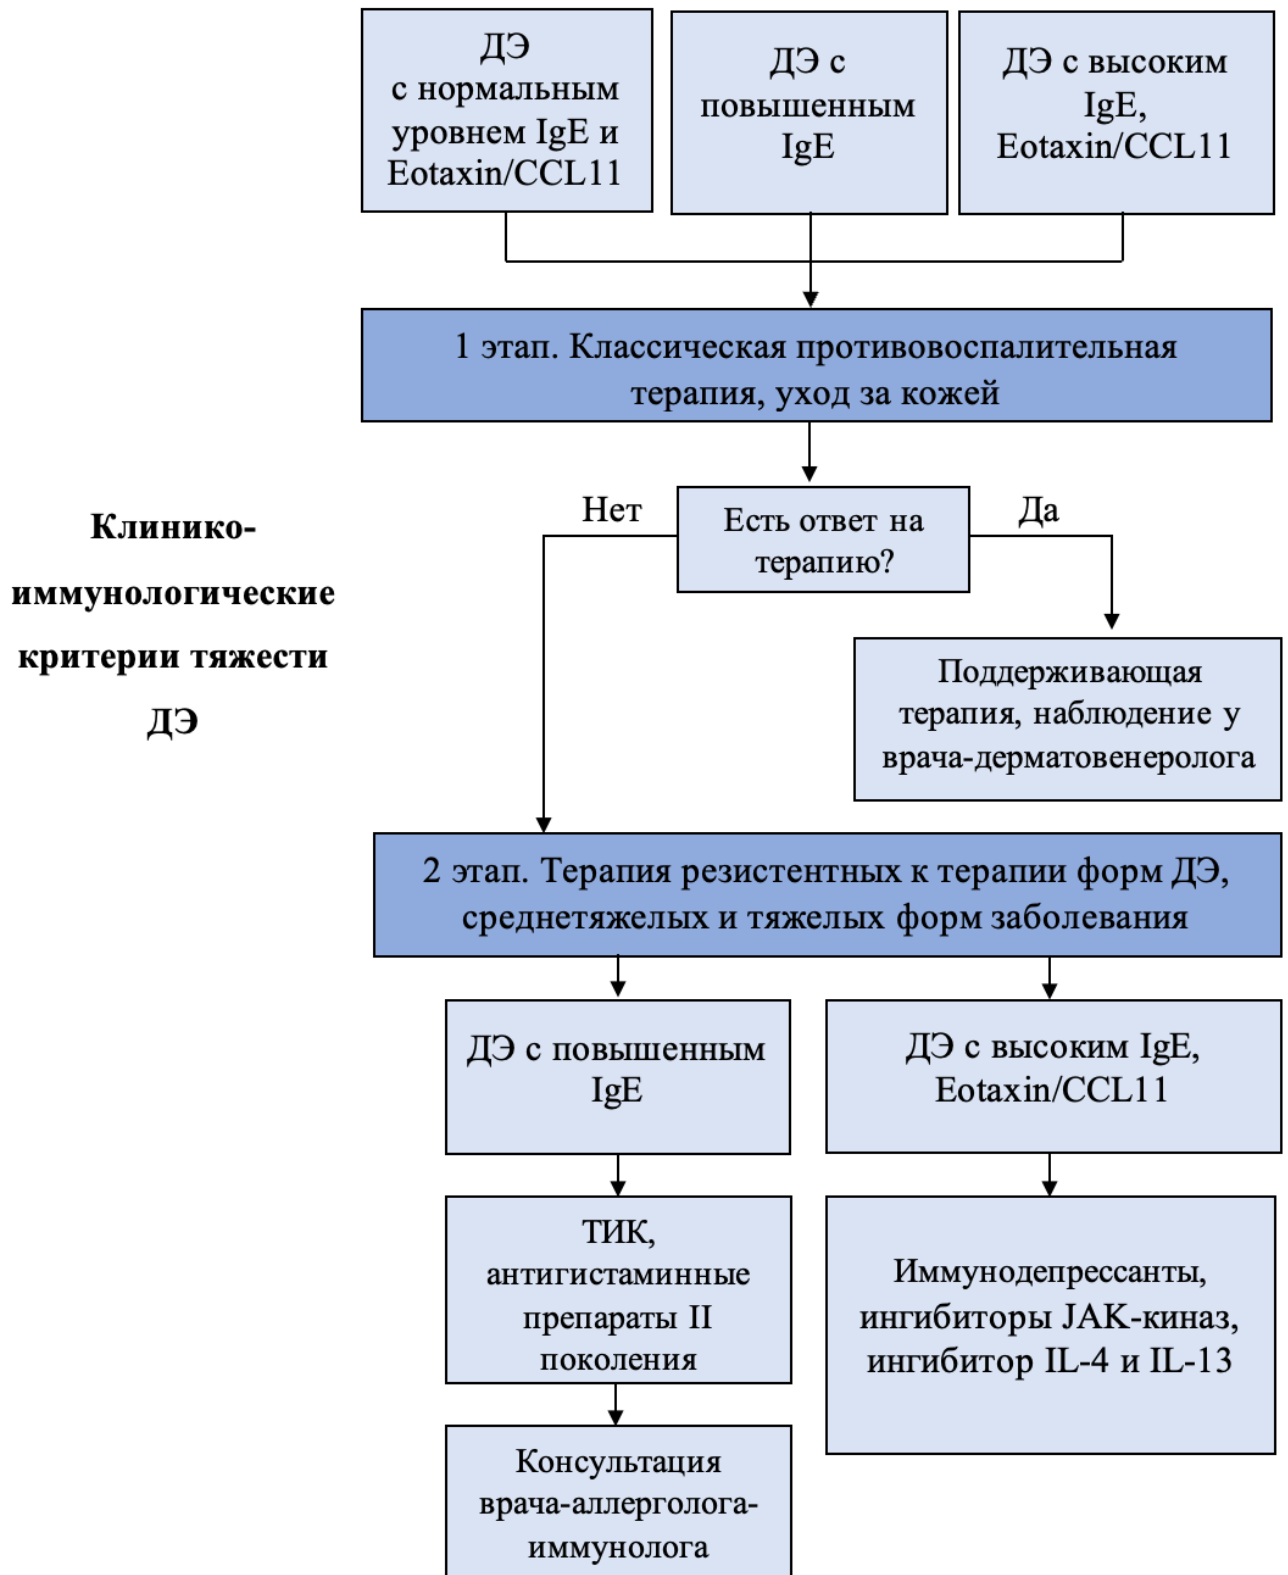 ДЭ
с нормальным
уровнем IgE и
Eotaxin/CCL11
ДЭ с
повышенным
IgE
ДЭ с высоким
IgE,
Eotaxin/CCL11
1 этап. Классическая противовоспалительная
терапия, уход за кожей
Нет
Есть ответ на
терапию?
Да
Клинико-
иммунологические
критерии тяжести
ДЭ
Поддерживающая
терапия, наблюдение у
врача-дерматовенеролога
2 этап. Терапия резистентных к терапии форм ДЭ,
среднетяжелых и тяжелых форм заболевания
ДЭ с повышенным
IgE
ДЭ с высоким IgE,
Eotaxin/CCL11
ТИК,
антигистаминные
препараты II
поколения
Иммунодепрессанты,
ингибиторы JAK-киназ,
ингибитор IL-4 и IL-13
Консультация
врача-аллерголога-
иммунолога